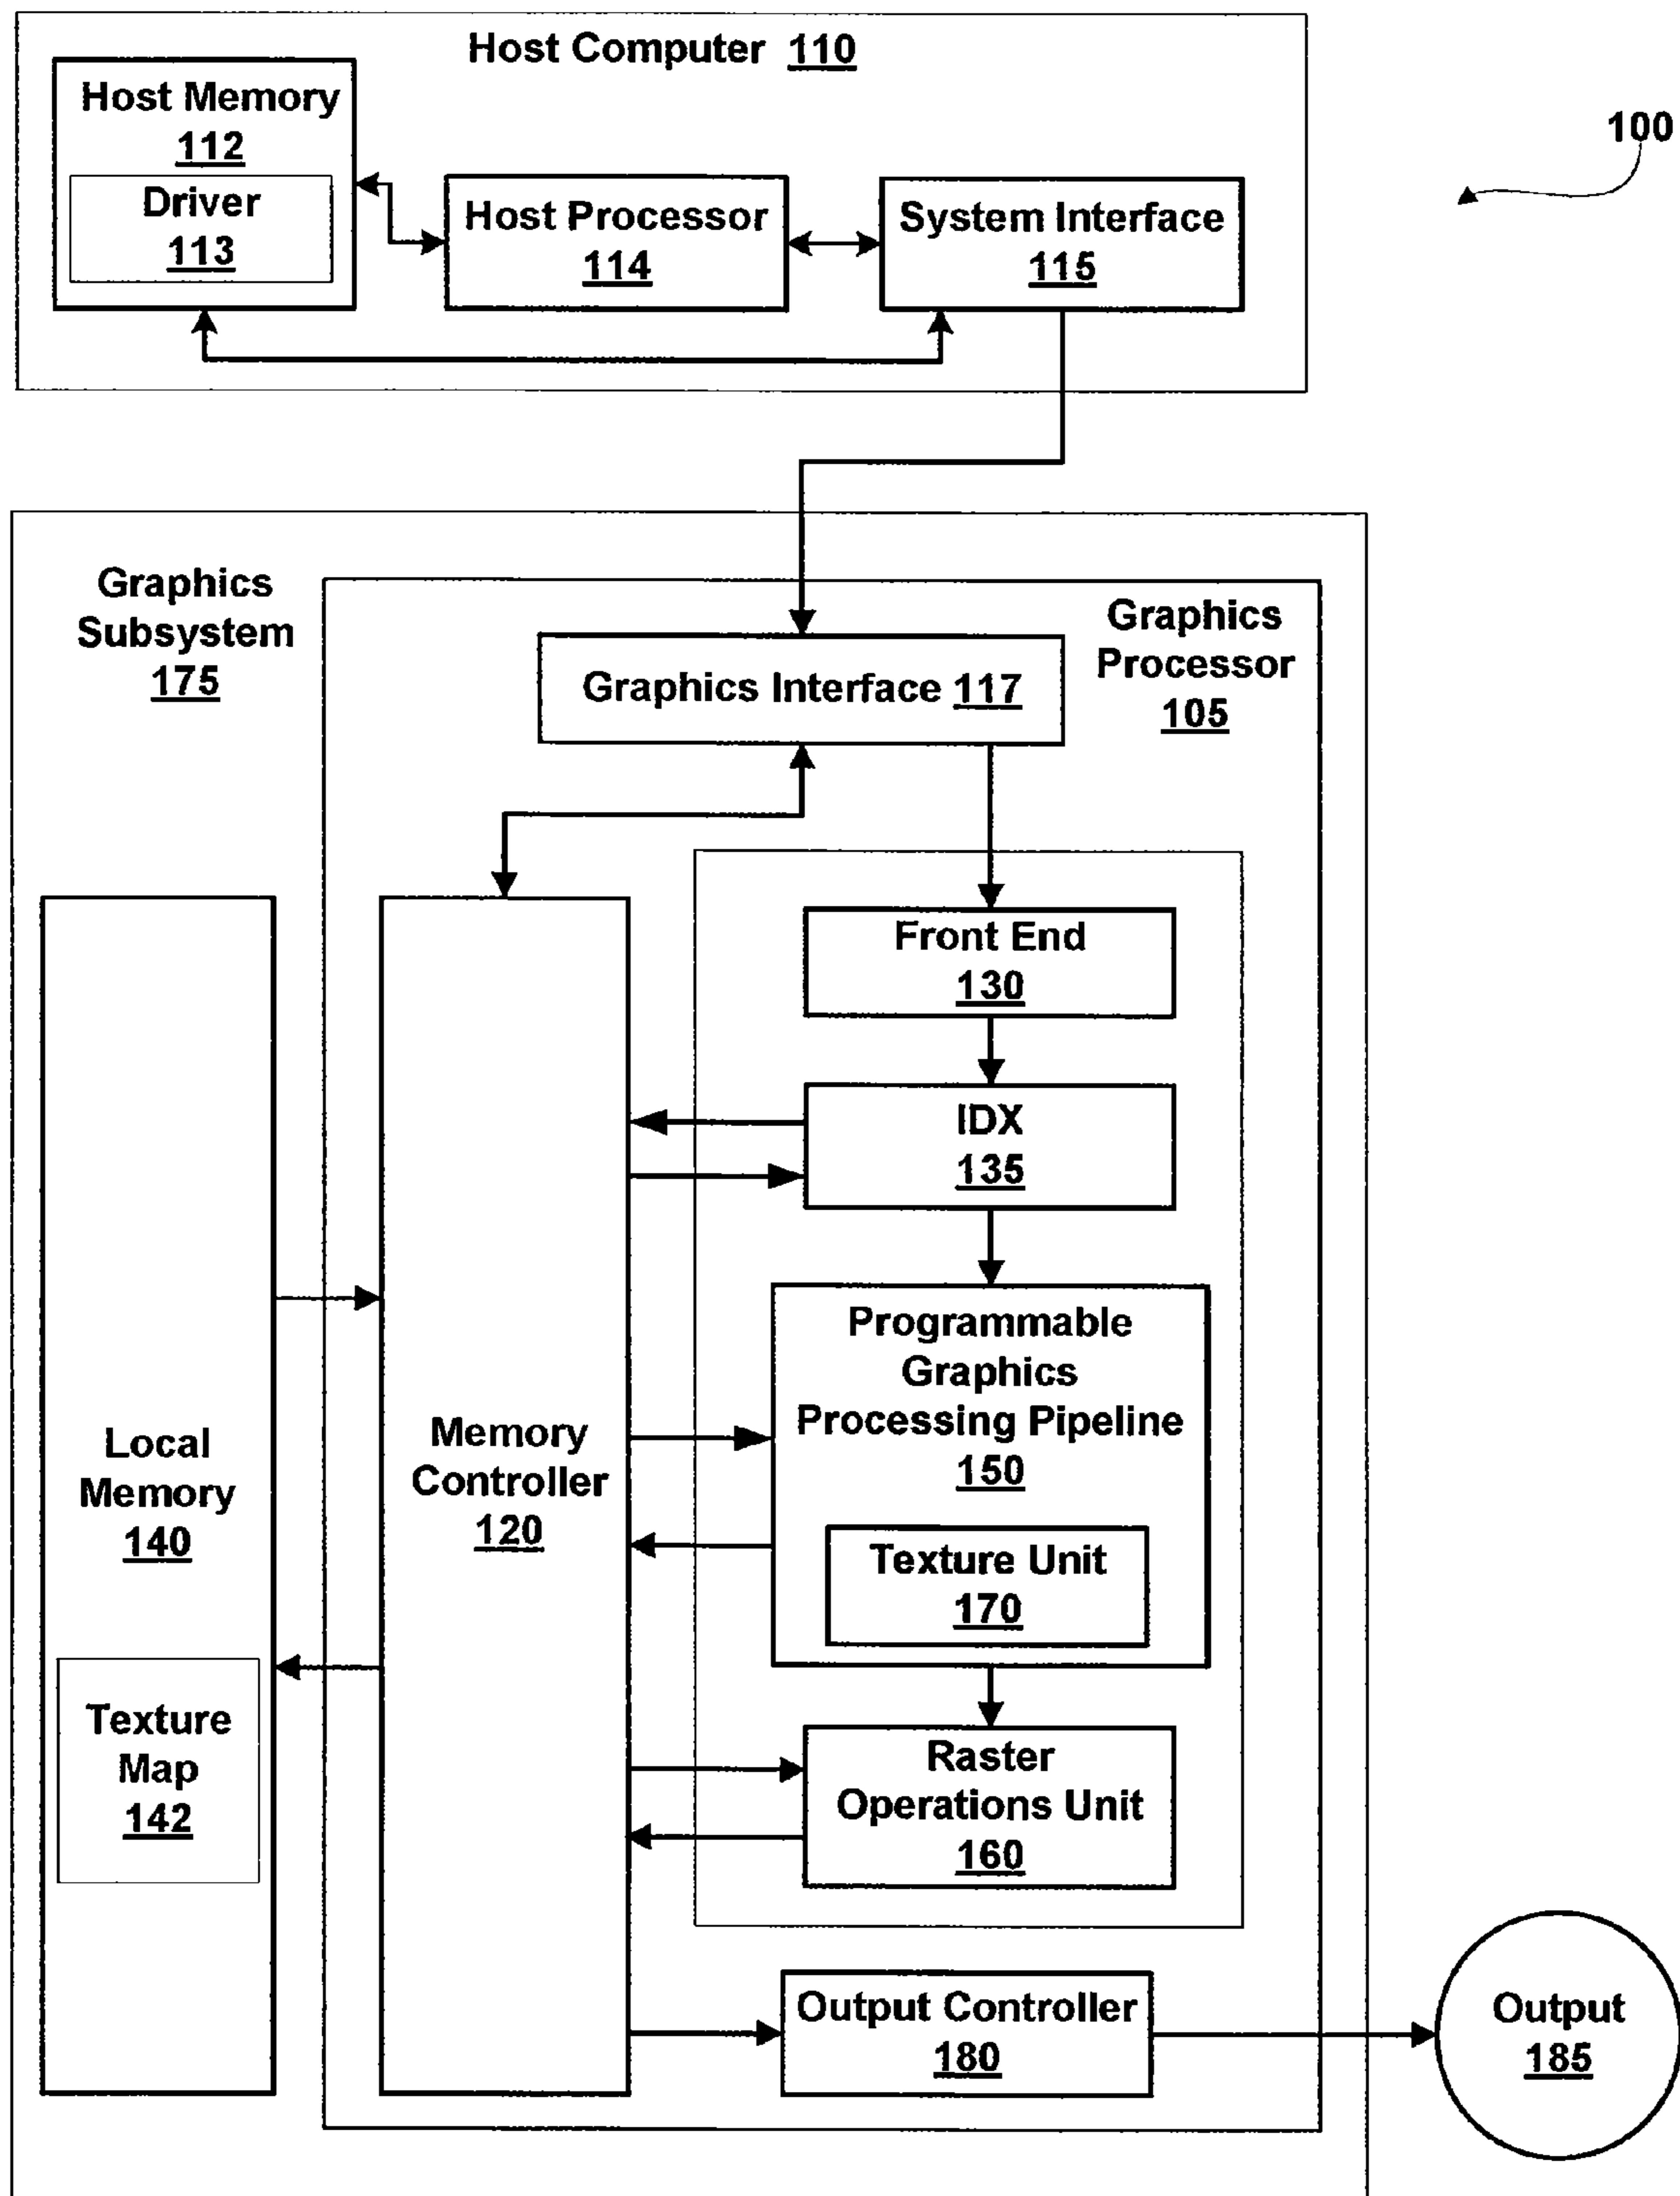 Host Computer 110
Host Memory
112
Driver
113
Host Processor
114
System Interface
115
100
Graphics
Subsystem
175
Graphics
Processor
105
Graphics Interface 117
Front End
130
IDX
135
Programmable
Graphics
Processing Pipeline
150
Texture Unit
170
Local
Memory
140
Memory
Controller
120
Texture
Map
142
Raster
Operations Unit
160
Output Controller
180
Output
185